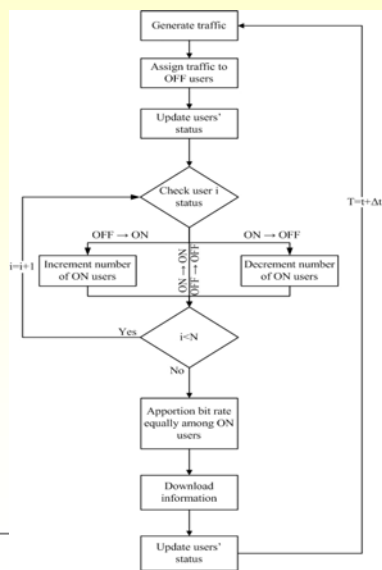 Generate traffic
Assign traffic to
OFF users
Update users'
status
Check user i
status
T=t+Δt
OFF → ON
ON → OFF
i=i+1
Increment number
of ON users
ON → ON
OFF → OFF
Decrement number
of ON users
Yes
i<N
No
Apportion bit rate
equally among ON
users
Download
information
Update users'
status